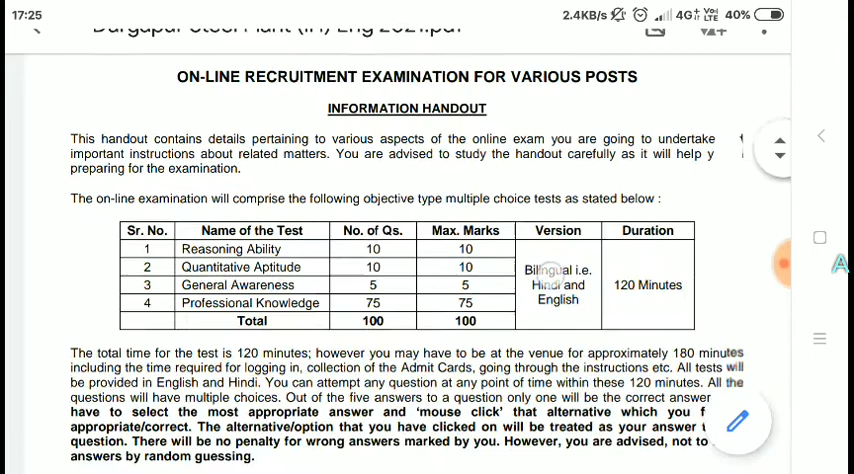 17:25 2.4KB/s 4G+ VoLTE 40%
ON-LINE RECRUITMENT EXAMINATION FOR VARIOUS POSTS
INFORMATION HANDOUT
This handout contains details pertaining to various aspects of the online exam you are going to undertake
important instructions about related matters. You are advised to study the handout carefully as it will help y
preparing for the examination.
The on-line examination will comprise the following objective type multiple choice tests as stated below :
Sr. No. Name of the Test No. of Qs. Max. Marks Version Duration
1 Reasoning Ability 10 10
2 Quantitative Aptitude 10 10
3 General Awareness 5 5
4 Professional Knowledge 75 75
Total 100 100
Bilingual i.e.
Hindi and
English
120 Minutes
The total time for the test is 120 minutes; however you may have to be at the venue for approximately 180 minutes
including the time required for logging in, collection of the Admit Cards, going through the instructions etc. All tests will
be provided in English and Hindi. You can attempt any question at any point of time within these 120 minutes. All the
questions will have multiple choices. Out of the five answers to a question only one will be the correct answer
have to select the most appropriate answer and ‘mouse click’ that alternative which you f
appropriate/correct. The alternative/option that you have clicked on will be treated as your answer t
question. There will be no penalty for wrong answers marked by you. However, you are advised, not to
answers by random guessing.
A